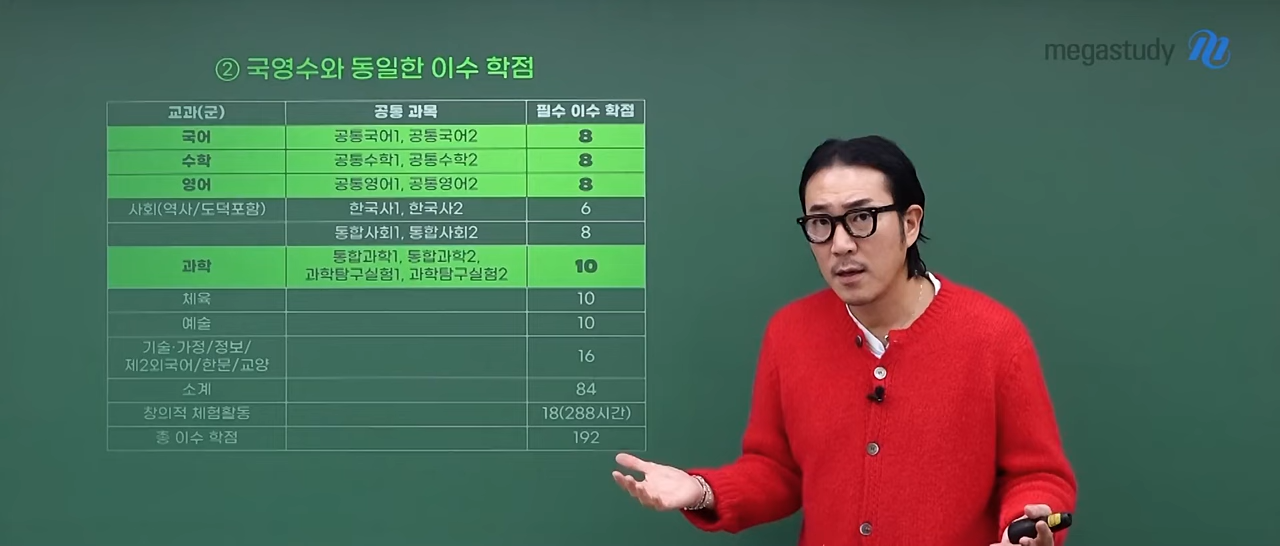 megastudy
② 국영수와 동일한 이수 학점
교과(군) 공통 과목 필수 이수 학점
국어 공통국어1, 공통국어2 8
수학 공통수학1, 공통수학2 8
영어 공통영어1, 공통영어2 8
사회(역사/도덕포함) 한국사1, 한국사2 6
통합사회1, 통합사회2 8
과학 통합과학1, 통합과학2,
과학탐구실험1, 과학탐구실험2 10
체육 10
예술 10
기술·가정/정보/
제2외국어/한문/교양 16
소계 84
창의적 체험활동 18(288시간)
총 이수 학점 192